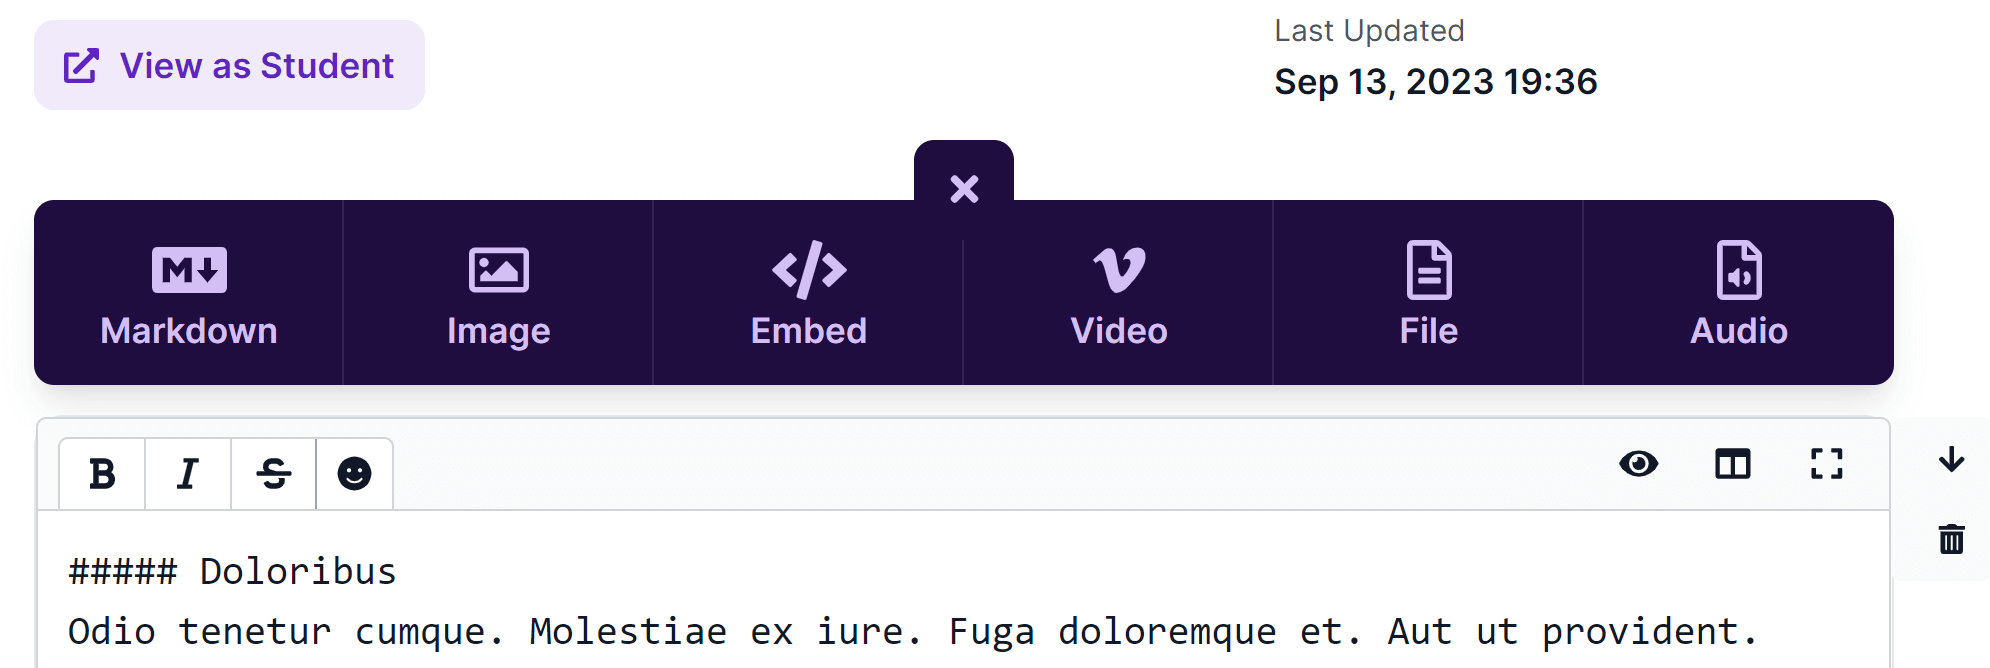 View as Student
Last Updated
Sep 13, 2023 19:36
Markdown
Image
Embed
Video
File
Audio
##### Doloribus
Odio tenetur cumque. Molestiae ex iure. Fuga doloremque et. Aut ut provident.